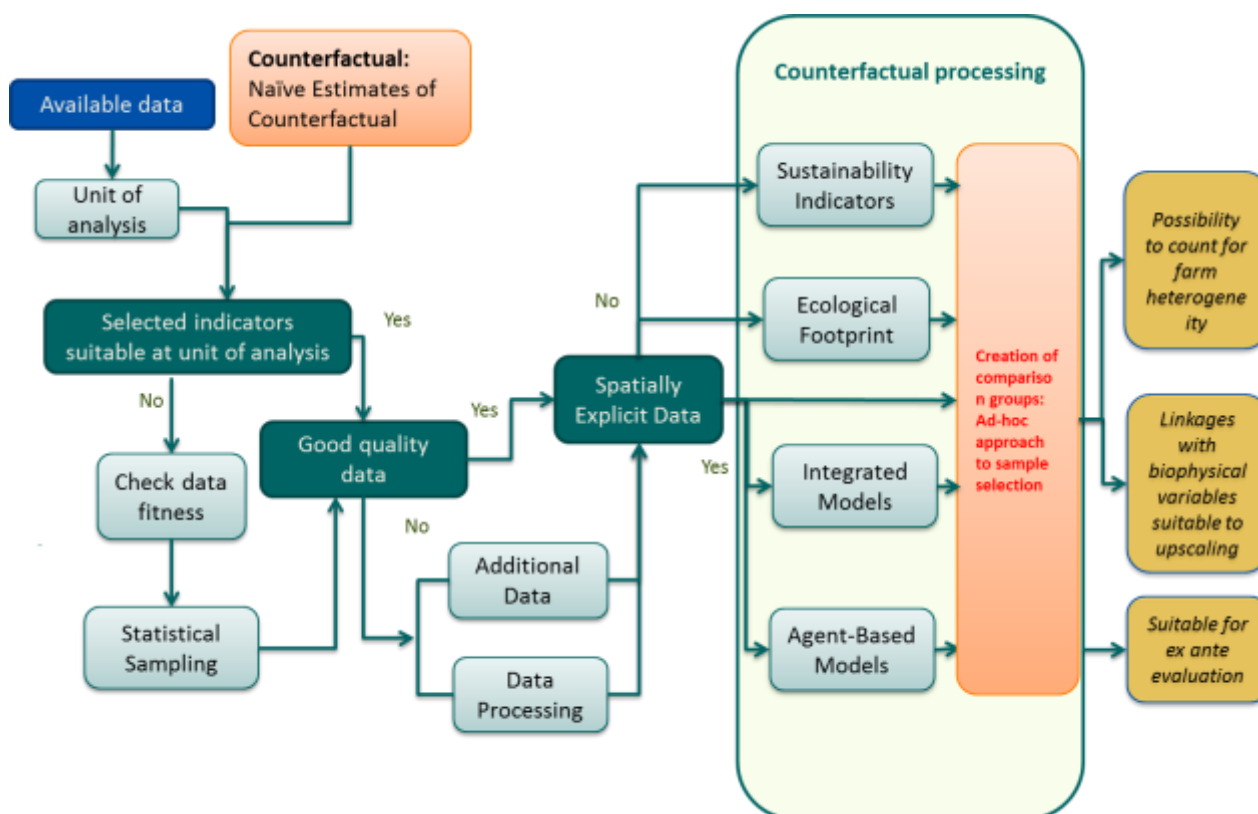 Counterfactual:
Naïve Estimates of
Counterfactual
Available data
Unit of
analysis
Selected indicators
suitable at unit of analysis
Yes
No
Check data
fitness
Statistical
Sampling
Good quality
data
Yes
No
Additional
Data
Data
Processing
Spatially
Explicit Data
No
Yes
Counterfactual processing
Sustainability
Indicators
Ecological
Footprint
Integrated
Models
Agent-Based
Models
Creation of
compariso
n groups:
Ad-hoc
approach
to sample
selection
Possibility
to count for
farm
heterogene
ity
Linkages
with
biophysical
variables
suitable to
upscaling
Suitable for
ex ante
evaluation